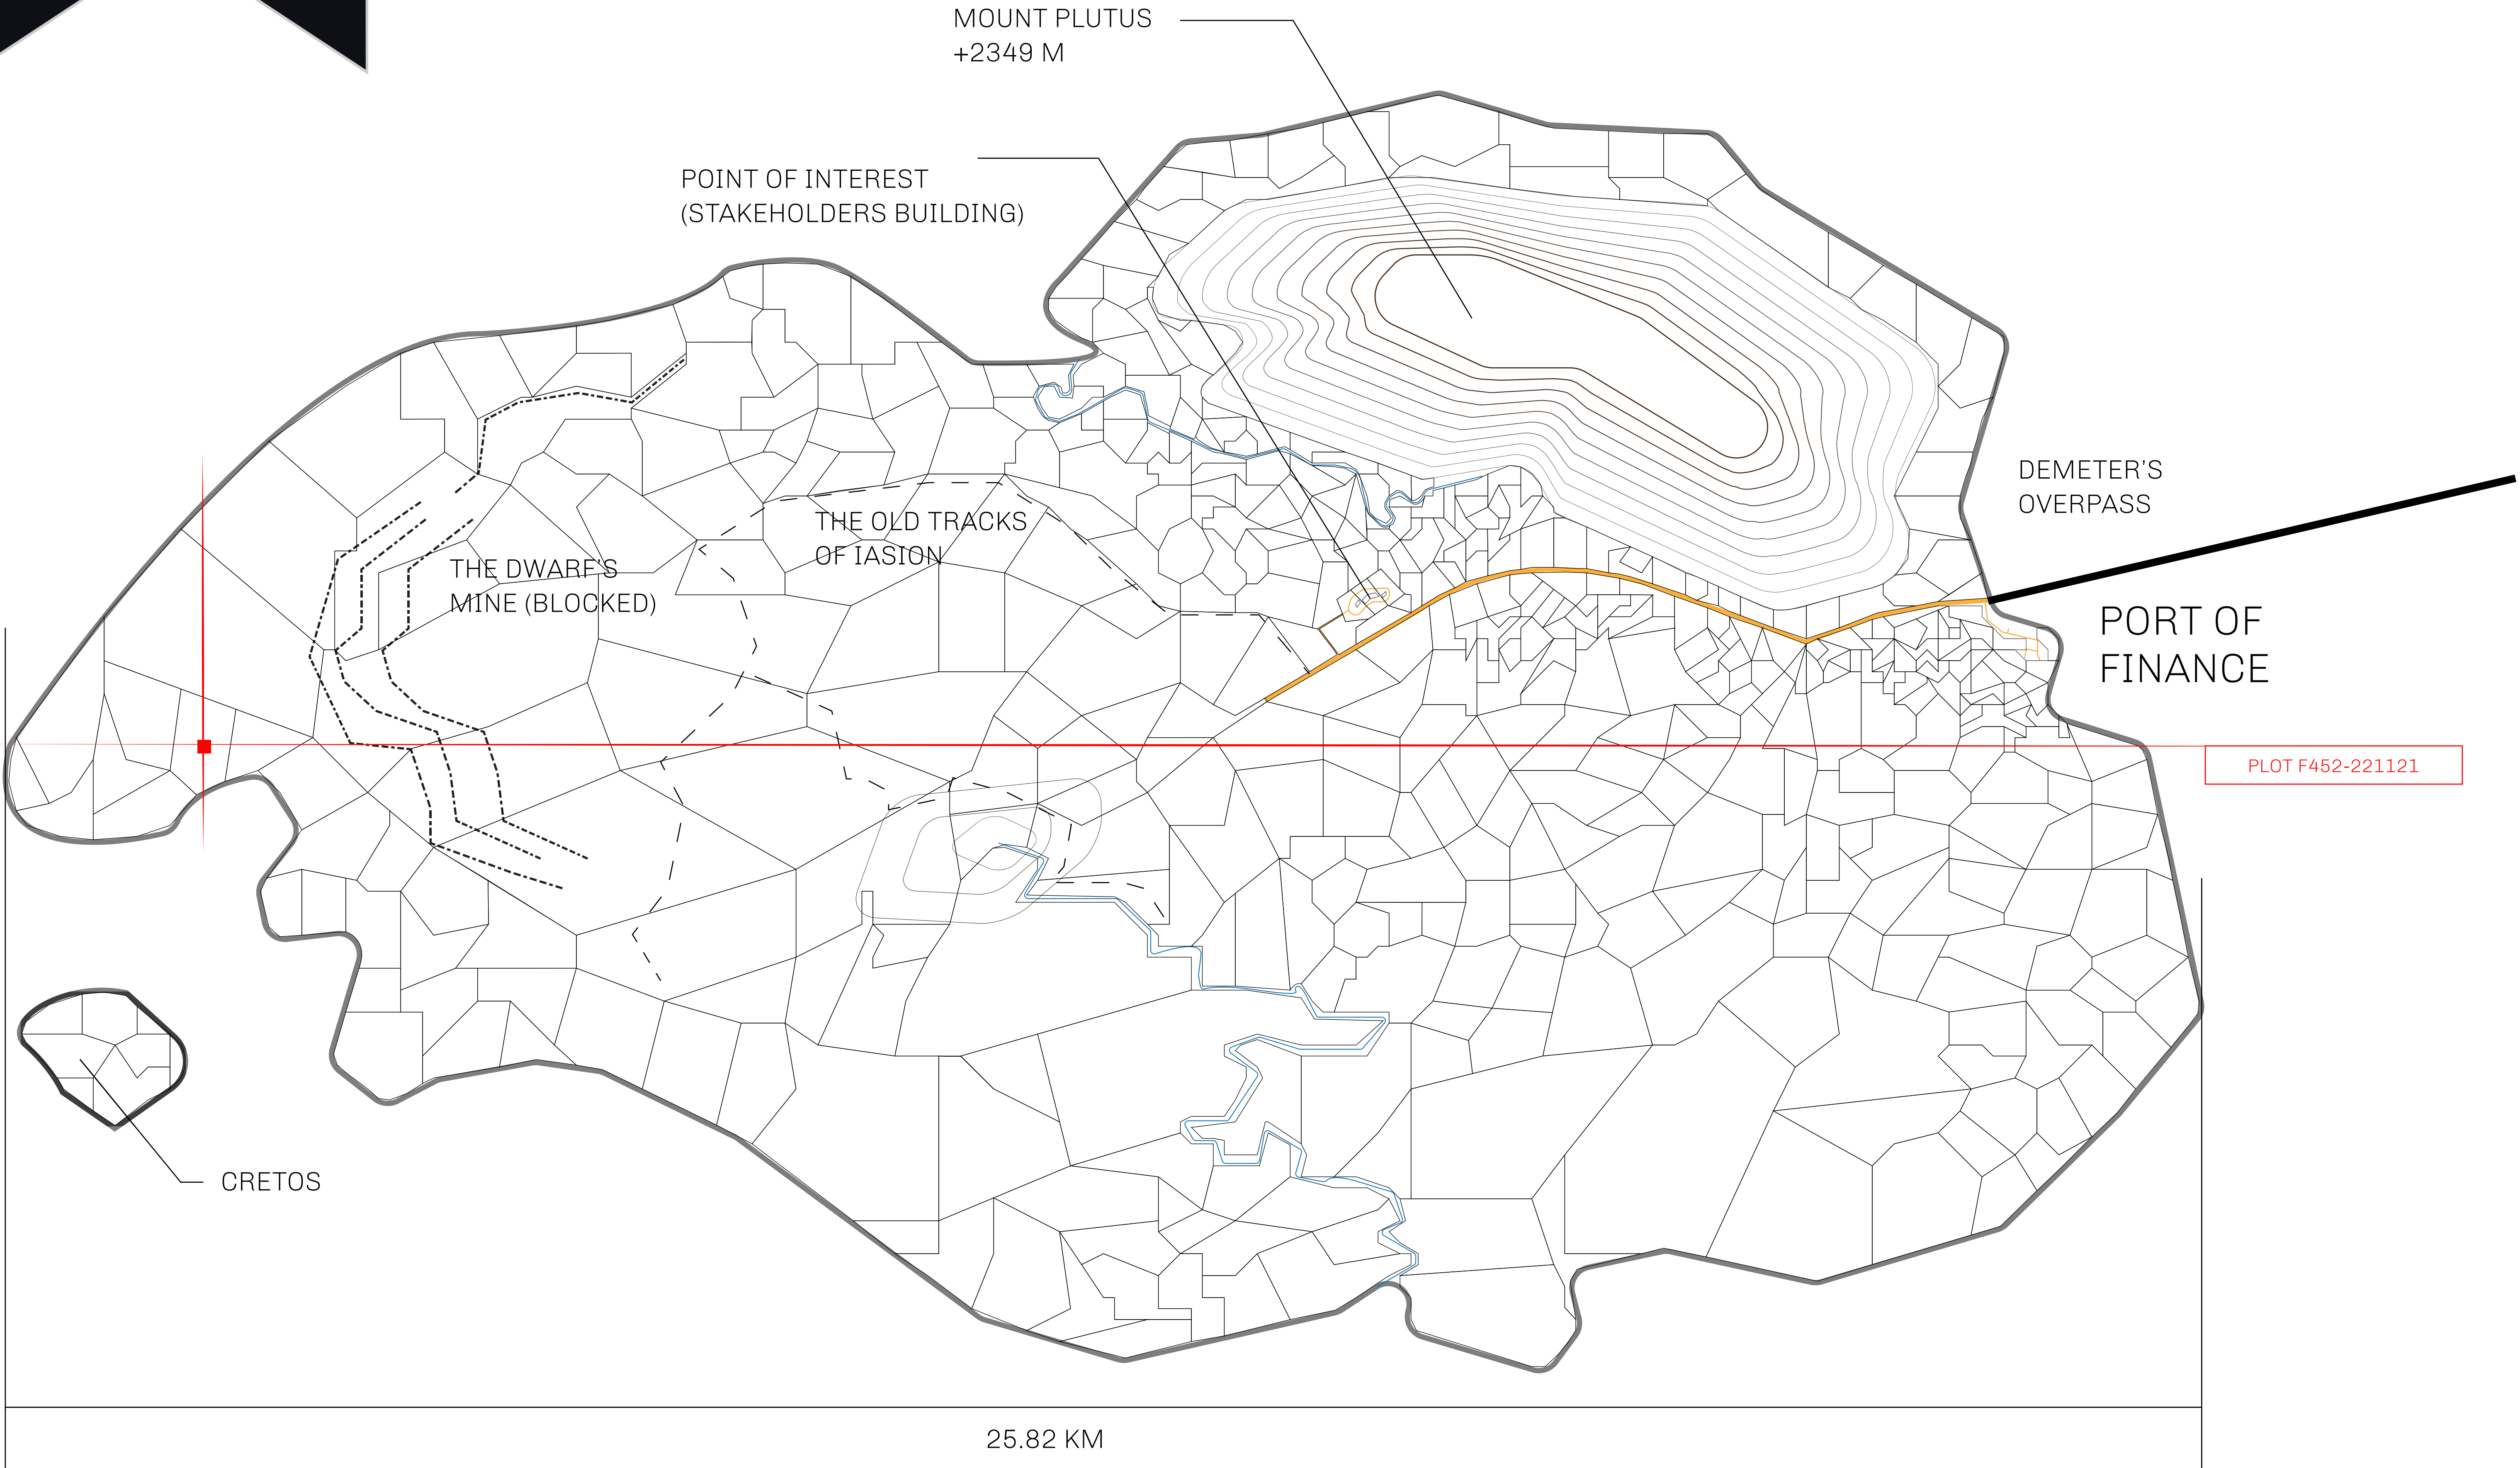 MOUNT PLUTUS
+2349 M
POINT OF INTEREST
(STAKEHOLDERS BUILDING)
DEMETER'S
OVERPASS
THE OLD TRACKS
OF IASION
THE DWARF'S
MINE (BLOCKED)
PORT OF
FINANCE
PLOT F452-221121
CRETOS
25.82 KM